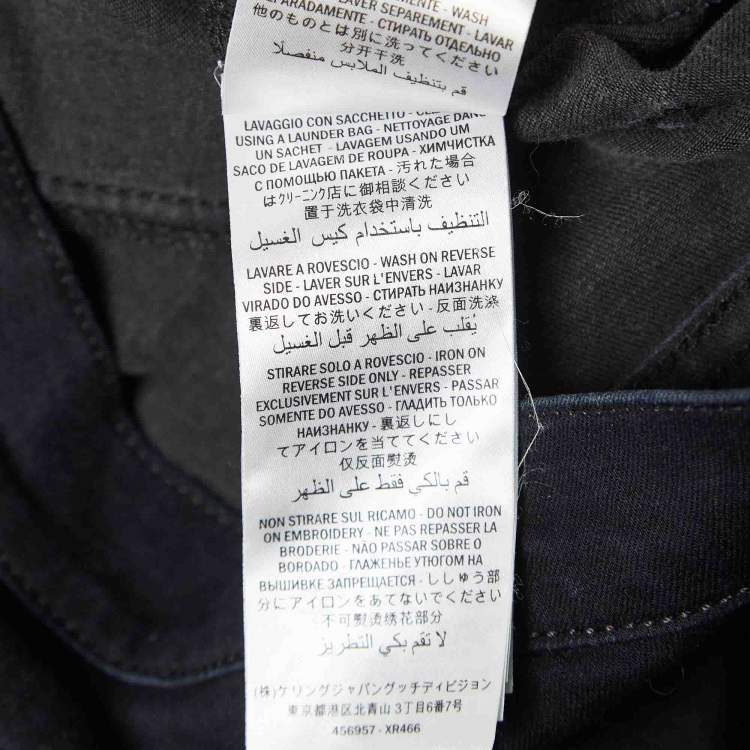 SEPARATAMENTE - WASH
LAVER SEPAREMENT - LAVAR
SEPARADAMENTE - СТИРАТЬ ОТДЕЛЬНО
他のものとは別に洗ってください
分开干洗
قم بتنظيف الملابس منفصلًا
LAVAGGIO CON SACCHETTO
USING A LAUNDER BAG - NETTOYAGE DANS
UN SACHET - LAVAGEM USANDO UM
SACO DE LAVAGEM DE ROUPA - ХИМЧИСТКА
С ПОМОЩЬЮ ПАКЕТА - 汚れた場合
はクリーニング店に御相談ください
置于洗衣袋中清洗
التنظيف باستخدام كيس الغسيل
LAVARE A ROVESCIO - WASH ON REVERSE
SIDE - LAVER SUR L'ENVERS - LAVAR
VIRADO DO AVESSO - СТИРАТЬ НАИЗНАНКУ
裏返してお洗いください - 反面洗涤
يُقلب على الظهر قبل الغسيل
STIRARE SOLO A ROVESCIO - IRON ON
REVERSE SIDE ONLY - REPASSER
EXCLUSIVEMENT SUR L'ENVERS - PASSAR
SOMENTE DO AVESSO - ГЛАДИТЬ ТОЛЬКО
НАИЗНАНКУ - 裏返しにし
てアイロンを当ててください
仅反面熨烫
قم بالكي فقط على الظهر
NON STIRARE SUL RICAMO - DO NOT IRON
ON EMBROIDERY - NE PAS REPASSER LA
BRODERIE - NÃO PASSAR SOBRE O
BORDADO - ГЛАЖЕНЬЕ УТЮГОМ НА
ВЫШИВКЕ ЗАПРЕЩАЕТСЯ - ししゅう部
分にアイロンをあてないでください
不可熨烫绣花部分
لا تقم بكي التطريز
(株)ケリングジャパングッチディビジョン
東京都港区北青山 3丁目6番7号
456957 - XR466